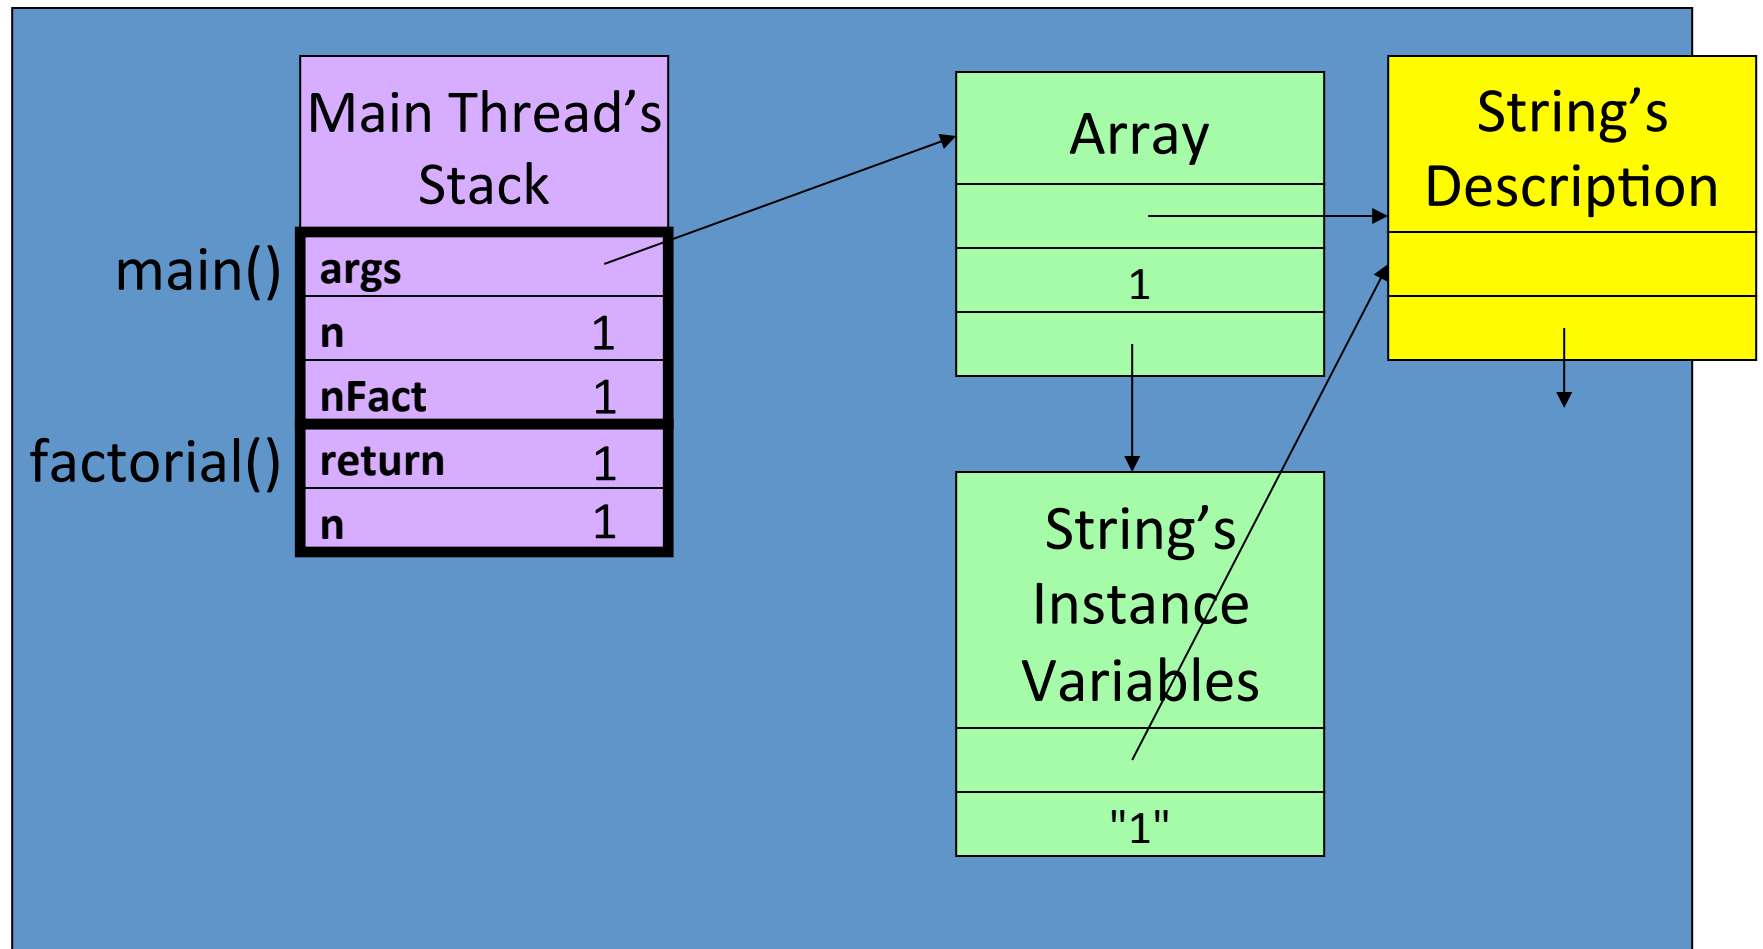 Main Thread's
Stack
main()
args
n 1
nFact 1
factorial()
return 1
n 1
Array
1
String's
Description
String's
Instance
Variables
"1"